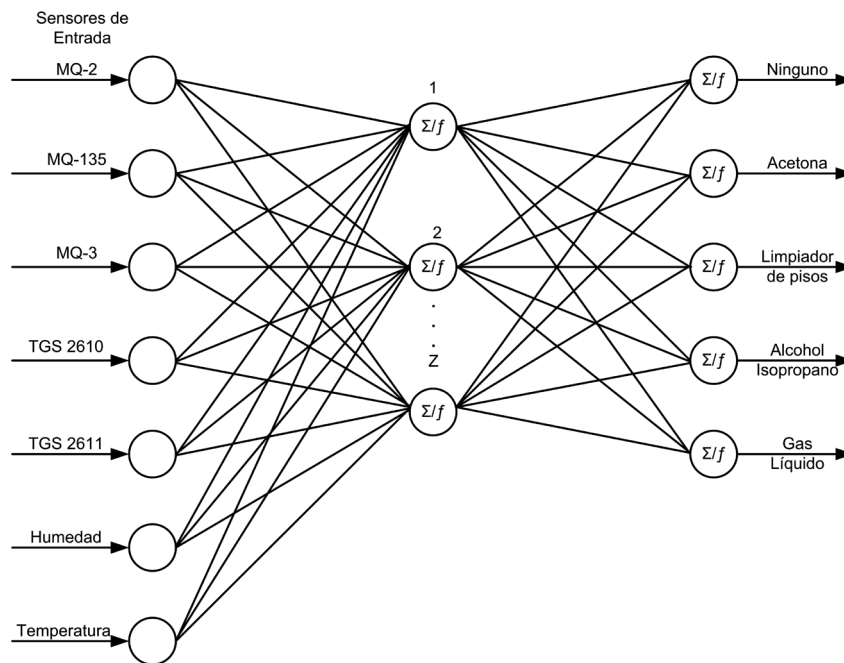 Sensores de
Entrada
MQ-2
MQ-135
MQ-3
TGS 2610
TGS 2611
Humedad
Temperatura
1
Σ/ƒ
2
Σ/ƒ
.
.
.
Z
Σ/ƒ
Σ/ƒ
Ninguno
Σ/ƒ
Acetona
Σ/ƒ
Limpiador
de pisos
Σ/ƒ
Alcohol
Isopropano
Σ/ƒ
Gas
Líquido